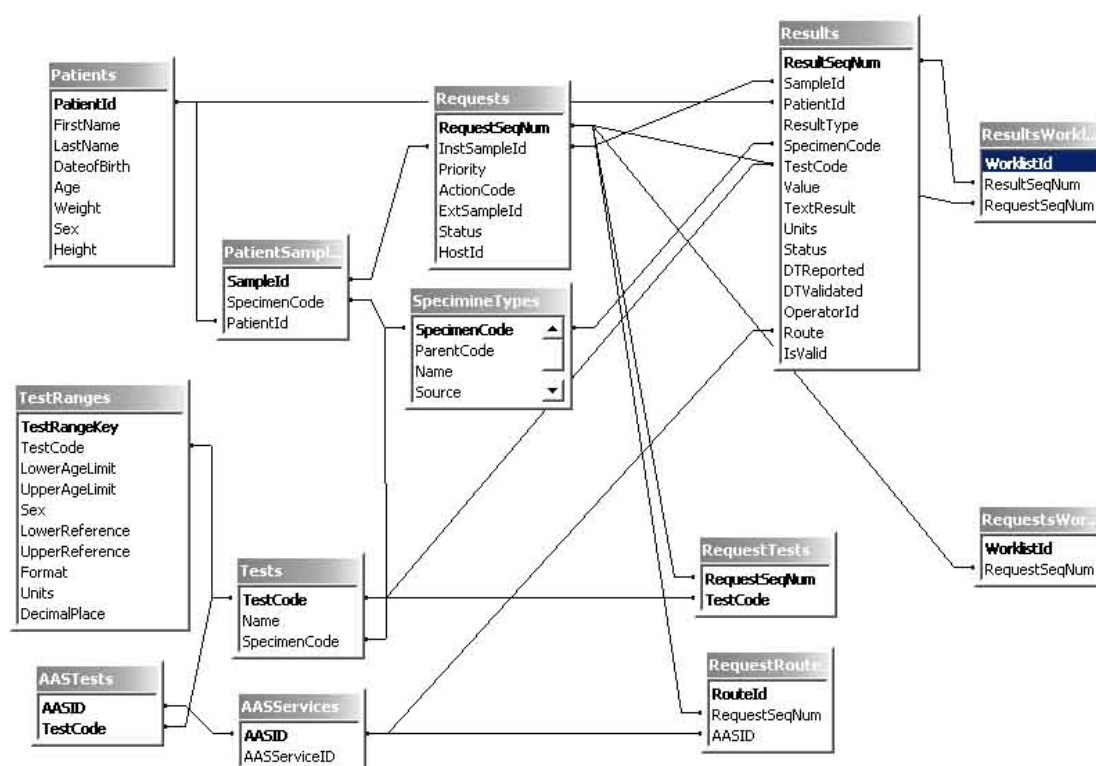 Patients
PatientId
FirstName
LastName
DateofBirth
Age
Weight
Sex
Height
PatientSampl...
SampleId
SpecimenCode
PatientId
Requests
RequestSeqNum
InstSampleId
Priority
ActionCode
ExtSampleId
Status
HostId
SpecimineTypes
SpecimenCode
ParentCode
Name
Source
Results
ResultSeqNum
SampleId
PatientId
ResultType
SpecimenCode
TestCode
Value
TextResult
Units
Status
DTReported
DTValidated
OperatorId
Route
IsValid
ResultsWorkl...
WorklistId
ResultSeqNum
RequestSeqNum
TestRanges
TestRangeKey
TestCode
LowerAgeLimit
UpperAgeLimit
Sex
LowerReference
UpperReference
Format
Units
DecimalPlace
Tests
TestCode
Name
SpecimenCode
RequestTests
RequestSeqNum
TestCode
RequestsWor...
WorklistId
RequestSeqNum
AASTests
AASID
TestCode
AASServices
AASID
AASServiceID
RequestRoute
RouteId
RequestSeqNum
AASID